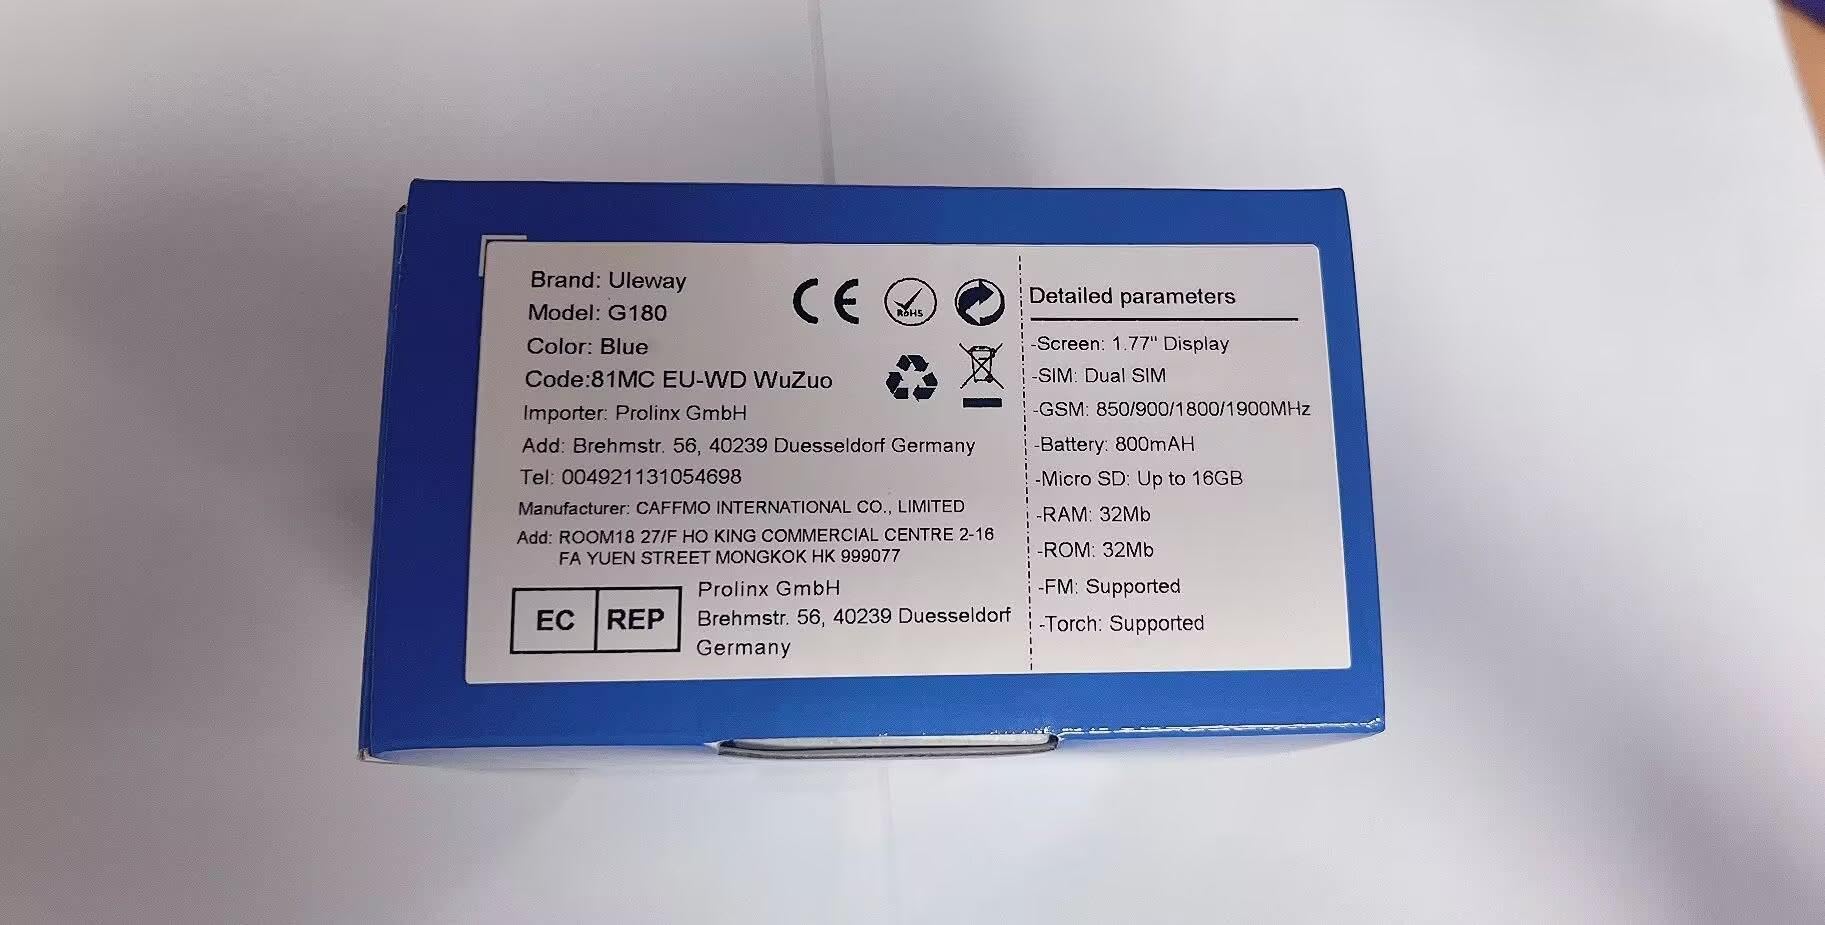 Brand: Uleway
Model: G180
Color: Blue
Code:81MC EU-WD WuZuo
Importer: Prolinx GmbH
Add: Brehmstr. 56, 40239 Duesseldorf Germany
Tel: 004921131054698
Manufacturer: CAFFMO INTERNATIONAL CO., LIMITED
Add: ROOM18 27/F HO KING COMMERCIAL CENTRE 2-16
FA YUEN STREET MONGKOK HK 999077
EC REP
Prolinx GmbH
Brehmstr. 56, 40239 Duesseldorf
Germany
CE
RoHS
Detailed parameters
-Screen: 1.77" Display
-SIM: Dual SIM
-GSM: 850/900/1800/1900MHz
-Battery: 800mAH
-Micro SD: Up to 16GB
-RAM: 32Mb
-ROM: 32Mb
-FM: Supported
-Torch: Supported